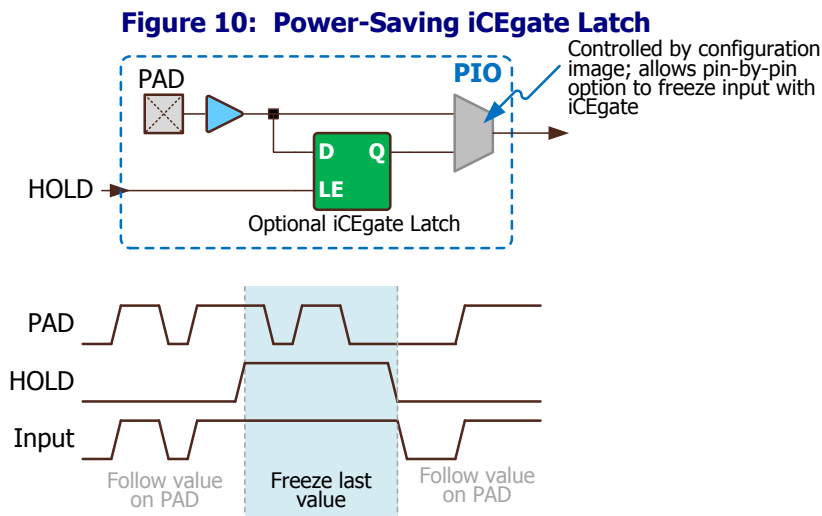 Figure 10: Power-Saving iCEgate Latch
Controlled by configuration
image; allows pin-by-pin
option to freeze input with
iCEgate
PIO
PAD
D Q
HOLD
LE
Optional iCEgate Latch
PAD
HOLD
Input
Follow value
on PAD
Freeze last
value
Follow value
on PAD